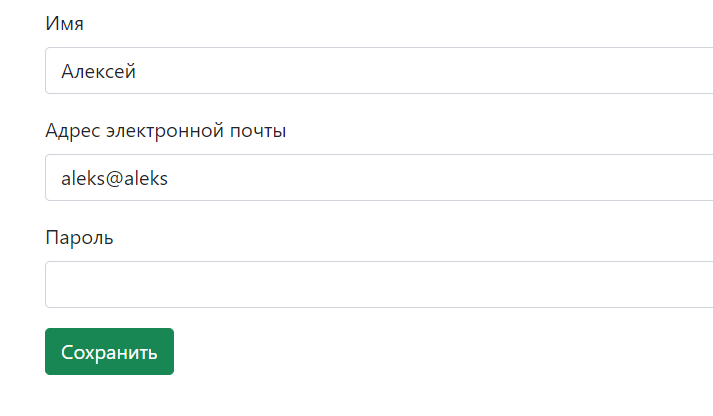 Имя
Алексей
Адрес электронной почты
aleks@aleks
Пароль
Сохранить